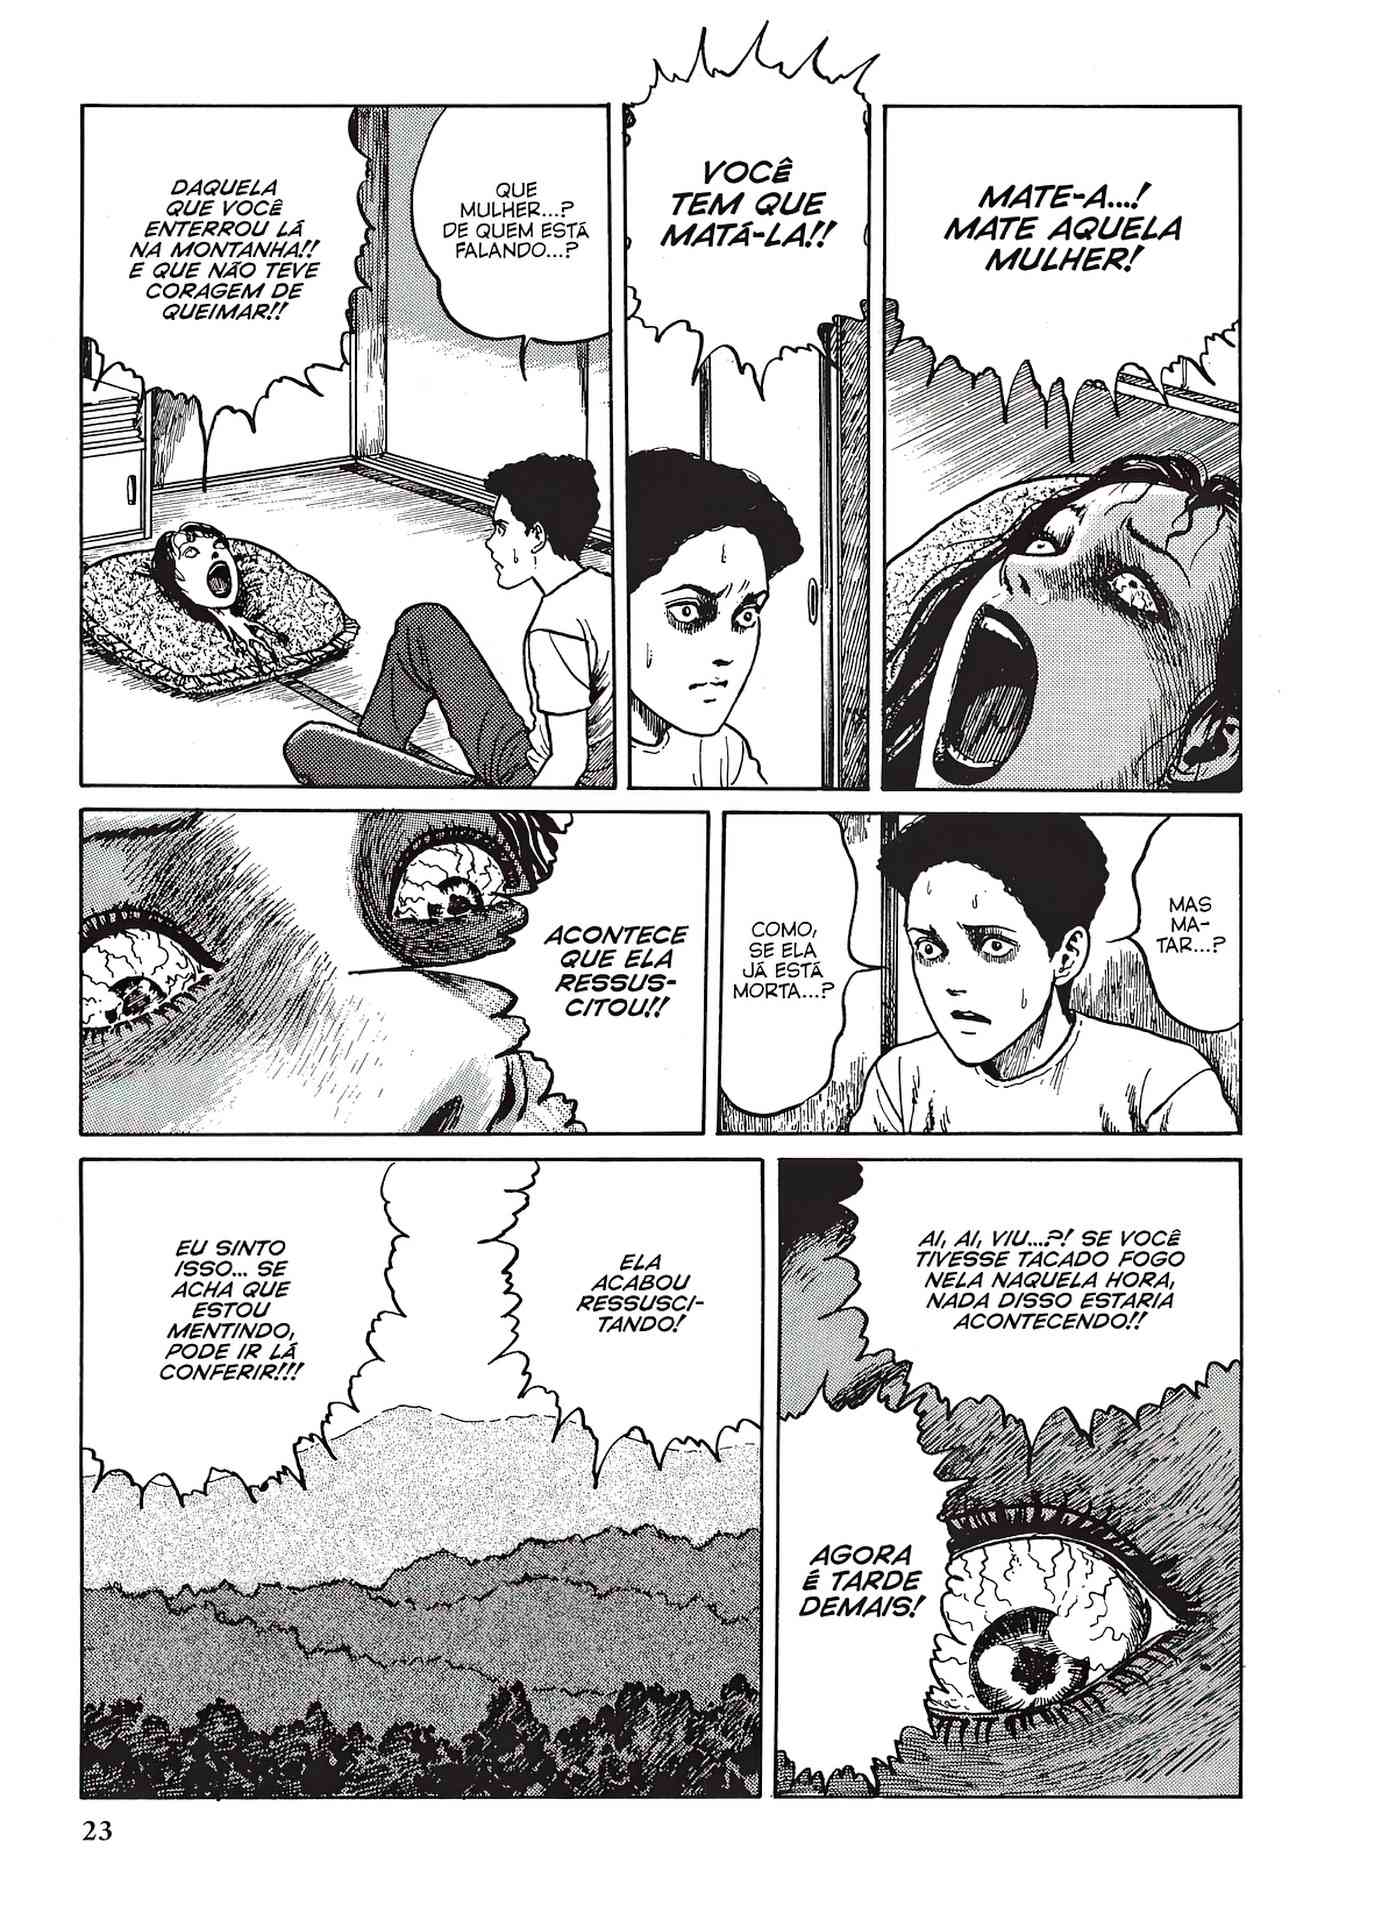 MATE-A...!
MATE AQUELA
MULHER!
VOCÊ
TEM QUE
MATÁ-LA!!
QUE
MULHER...?
DE QUEM ESTÁ
FALANDO...?
DAQUELA
QUE VOCÊ
ENTERROU LÁ
NA MONTANHA!!
E QUE NÃO TEVE
CORAGEM DE
QUEIMAR!!
MAS
MA-
TAR...?
COMO,
SE ELA
JÁ ESTÁ
MORTA...?
ACONTECE
QUE ELA
RESSUS-
CITOU!!
AI, AI, VIU...?! SE VOCÊ
TIVESSE TACADO FOGO
NELA NAQUELA HORA,
NADA DISSO ESTARIA
ACONTECENDO!!
AGORA
É TARDE
DEMAIS!
ELA
ACABOU
RESSUSCI-
TANDO!
EU SINTO
ISSO... SE
ACHA QUE
ESTOU
MENTINDO,
PODE IR LÁ
CONFERIR!!!
23